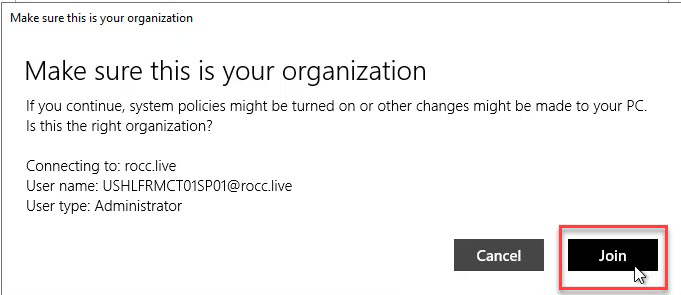 Make sure this is your organization
Make sure this is your organization
If you continue, system policies might be turned on or other changes might be made to your PC.
Is this the right organization?
Connecting to: rocc.live
User name: USHLFRMCT01SP01@rocc.live
User type: Administrator
Cancel
Join